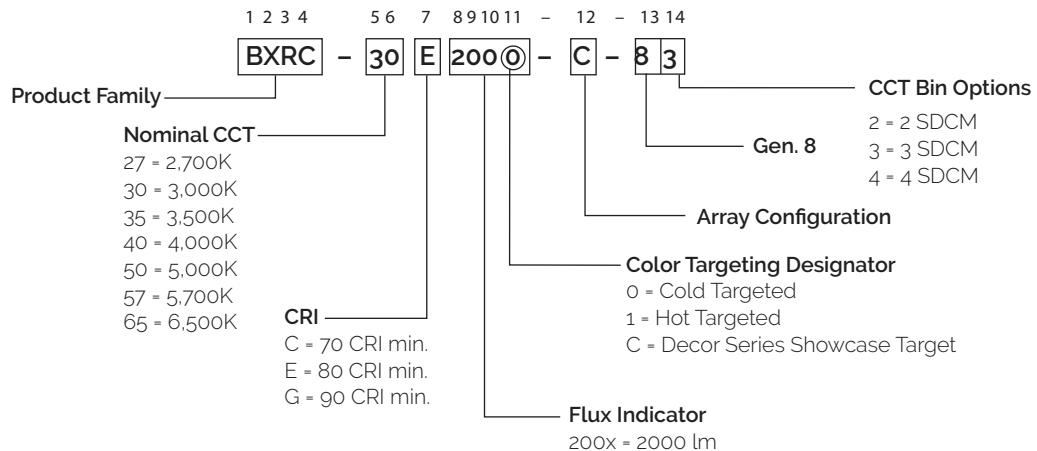 1 2 3 4 5 6 7 8 9 10 11 – 12 – 13 14
BXRC – 30 E 200 0 – C – 8 3
Product Family
Nominal CCT
27 = 2,700K
30 = 3,000K
35 = 3,500K
40 = 4,000K
50 = 5,000K
57 = 5,700K
65 = 6,500K
CRI
C = 70 CRI min.
E = 80 CRI min.
G = 90 CRI min.
Flux Indicator
200x = 2000 lm
Color Targeting Designator
0 = Cold Targeted
1 = Hot Targeted
C = Decor Series Showcase Target
Array Configuration
Gen. 8
CCT Bin Options
2 = 2 SDCM
3 = 3 SDCM
4 = 4 SDCM